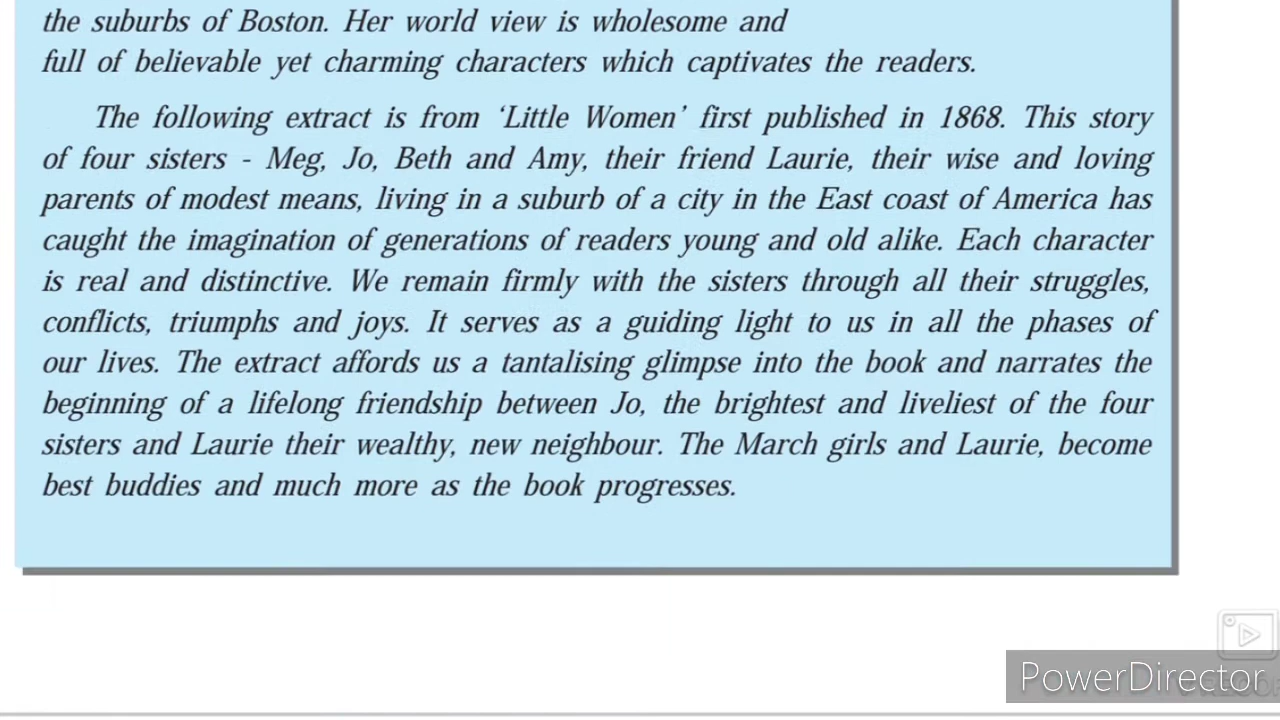 the suburbs of Boston. Her world view is wholesome and
full of believable yet charming characters which captivates the readers.
The following extract is from ‘Little Women’ first published in 1868. This story
of four sisters - Meg, Jo, Beth and Amy, their friend Laurie, their wise and loving
parents of modest means, living in a suburb of a city in the East coast of America has
caught the imagination of generations of readers young and old alike. Each character
is real and distinctive. We remain firmly with the sisters through all their struggles,
conflicts, triumphs and joys. It serves as a guiding light to us in all the phases of
our lives. The extract affords us a tantalising glimpse into the book and narrates the
beginning of a lifelong friendship between Jo, the brightest and liveliest of the four
sisters and Laurie their wealthy, new neighbour. The March girls and Laurie, become
best buddies and much more as the book progresses.
PowerDirector